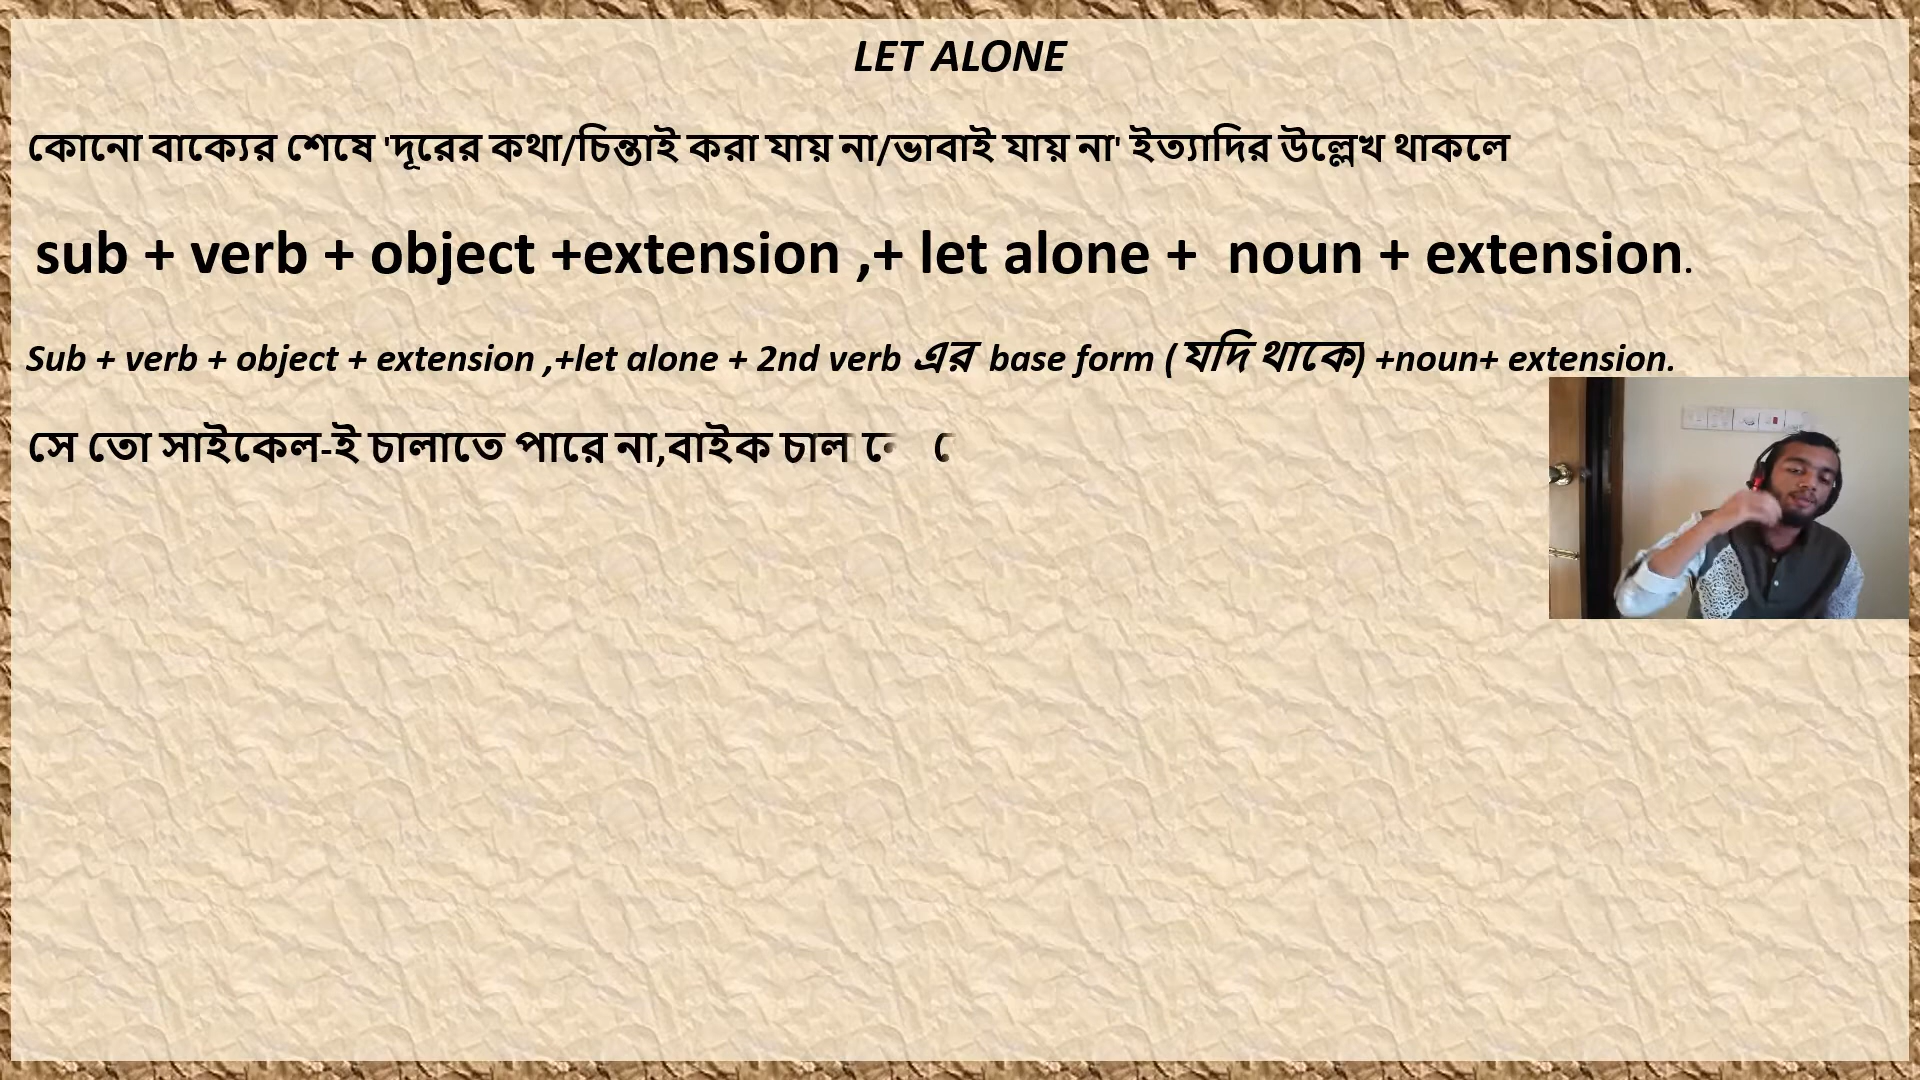 LET ALONE
কোনো বাক্যের শেষে 'দূরের কথা/চিন্তাই করা যায় না/ভাবাই যায় না' ইত্যাদির উল্লেখ থাকলে
sub + verb + object +extension ,+ let alone + noun + extension.
Sub + verb + object + extension ,+let alone + 2nd verb এর base form ( যদি থাকে) +noun+ extension.
সে তো সাইকেল-ই চালাতে পারে না,বাইক